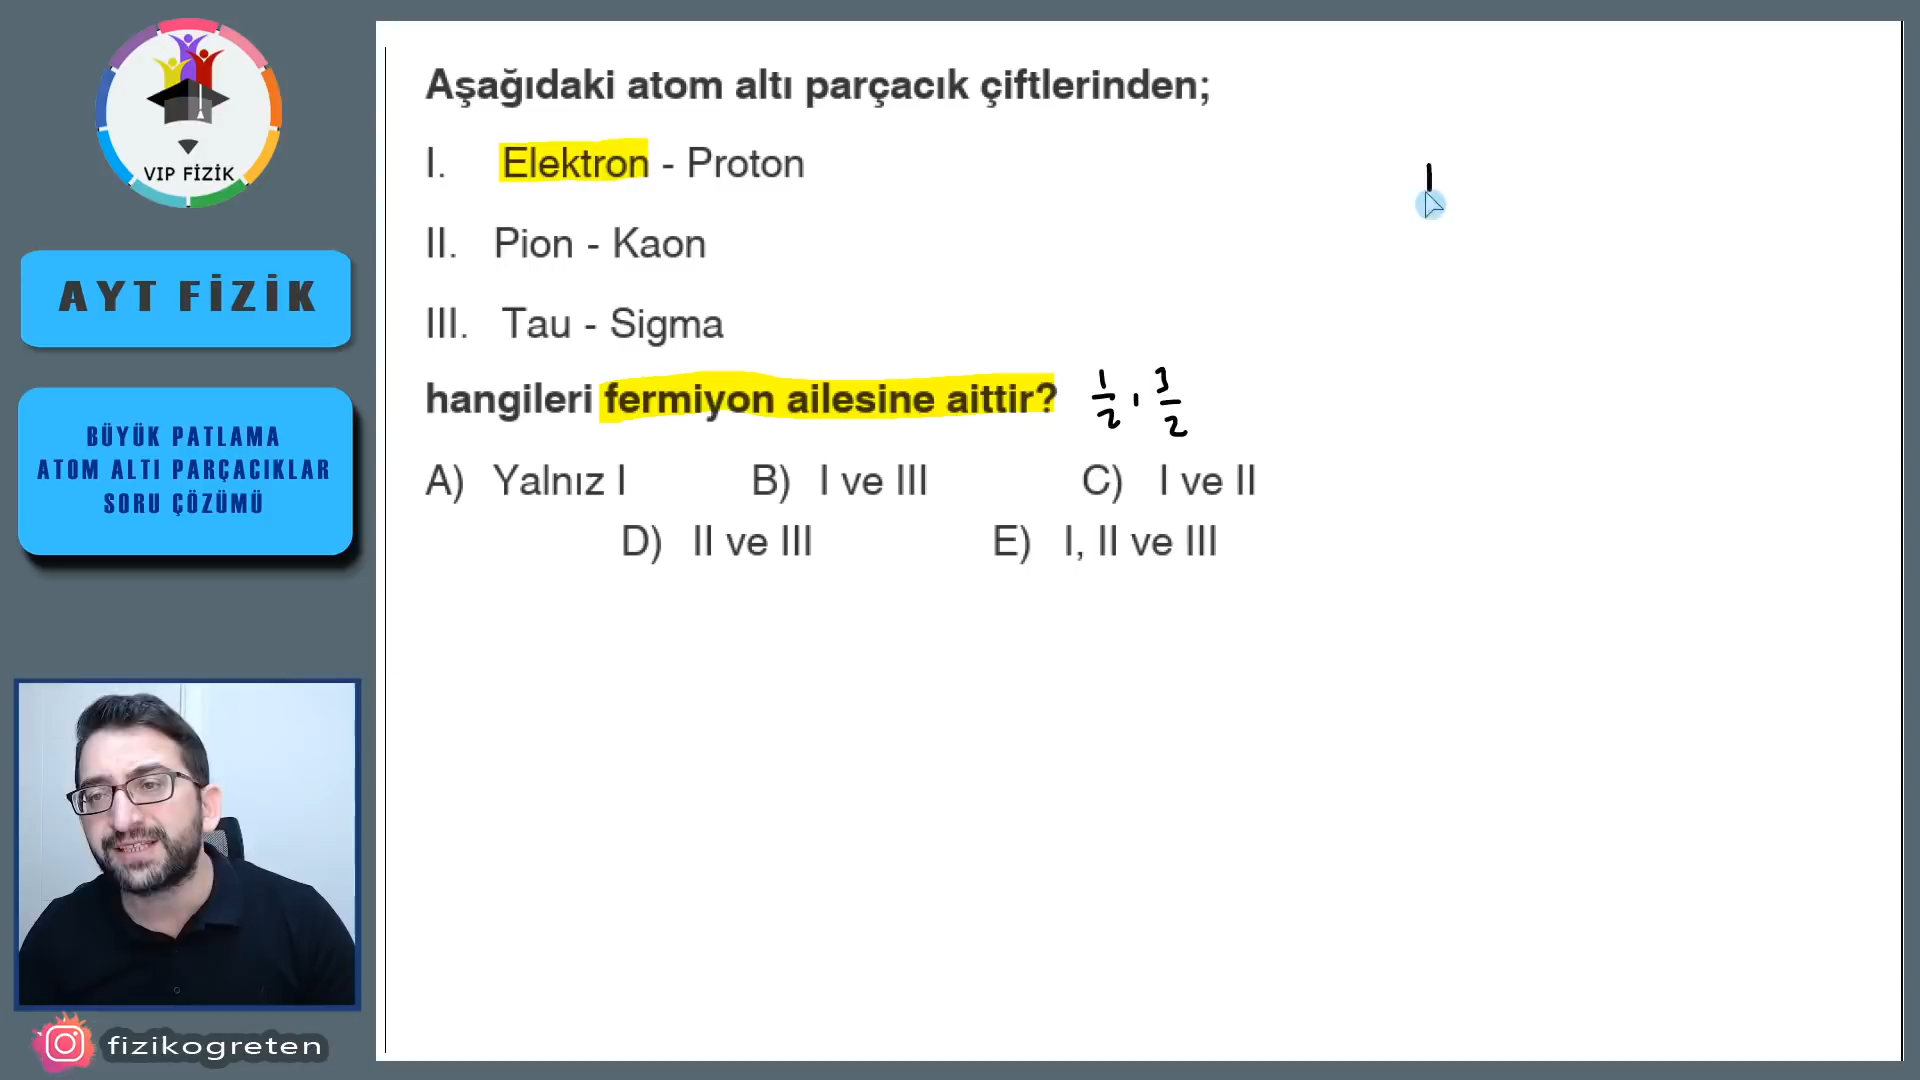 VIP FİZİK
AYT FİZİK
BÜYÜK PATLAMA
ATOM ALTI PARÇACIKLAR
SORU ÇÖZÜMÜ
fizikogreten
Aşağıdaki atom altı parçacık çiftlerinden;
I. Elektron - Proton
II. Pion - Kaon
III. Tau - Sigma
hangileri fermiyon ailesine aittir? 1/2, 3/2
A) Yalnız I B) I ve III C) I ve II
D) II ve III E) I, II ve III